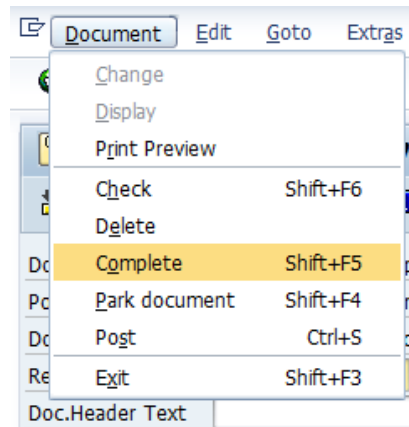 Document Edit Goto Extras
Change
Display
Print Preview
Check Shift+F6
Delete
Complete Shift+F5
Park document Shift+F4
Post Ctrl+S
Exit Shift+F3
Doc.Header Text